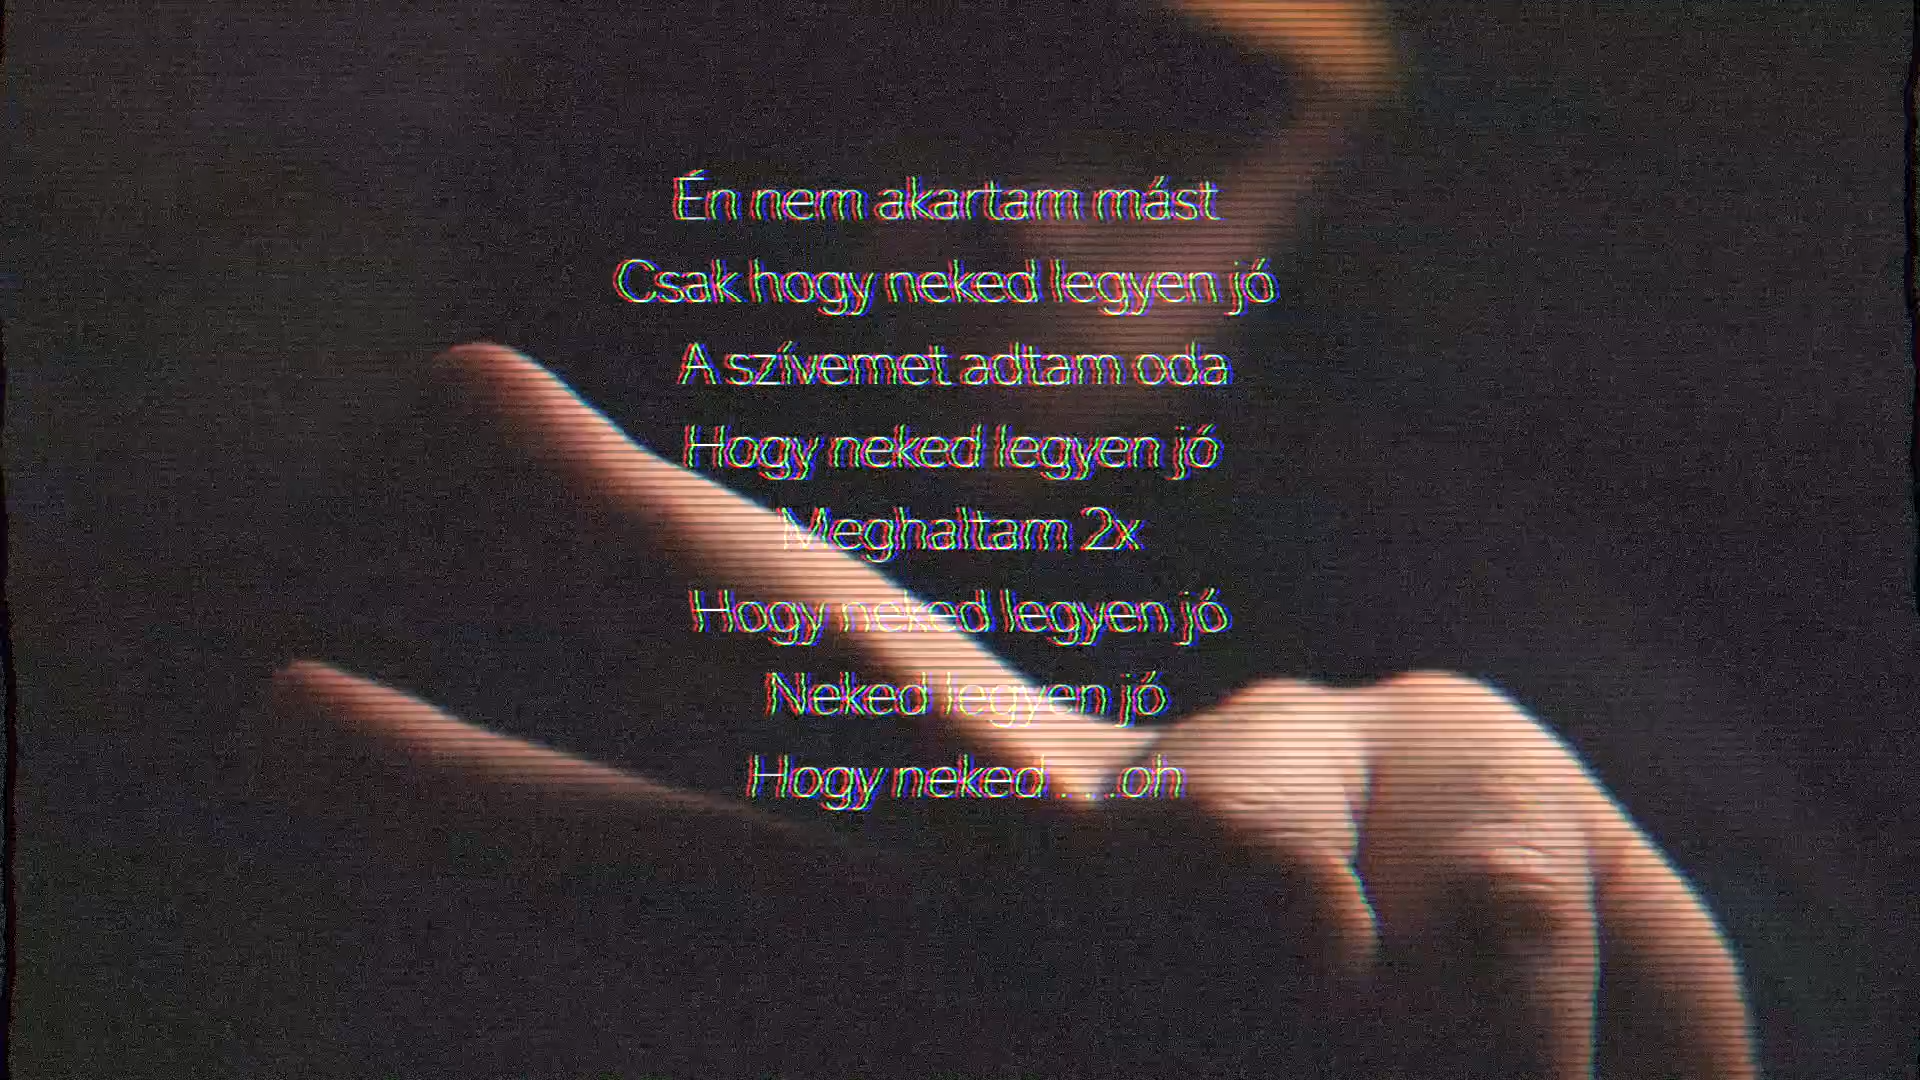 Én nem akartam mást
Csak hogy neked legyen jó
A szívemet adtam oda
Hogy neked legyen jó
Meghaltam 2x
Hogy neked legyen jó
Neked legyen jó
Hogy neked ...oh